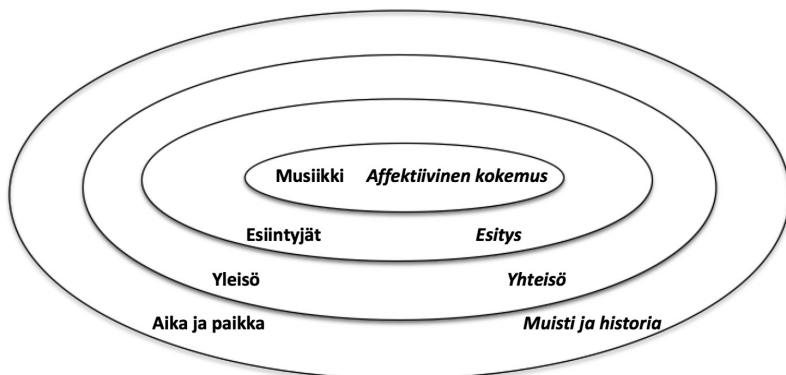 Musiikki Affektiivinen kokemus
Esiintyjät Esitys
Yleisö Yhteisö
Aika ja paikka Muisti ja historia